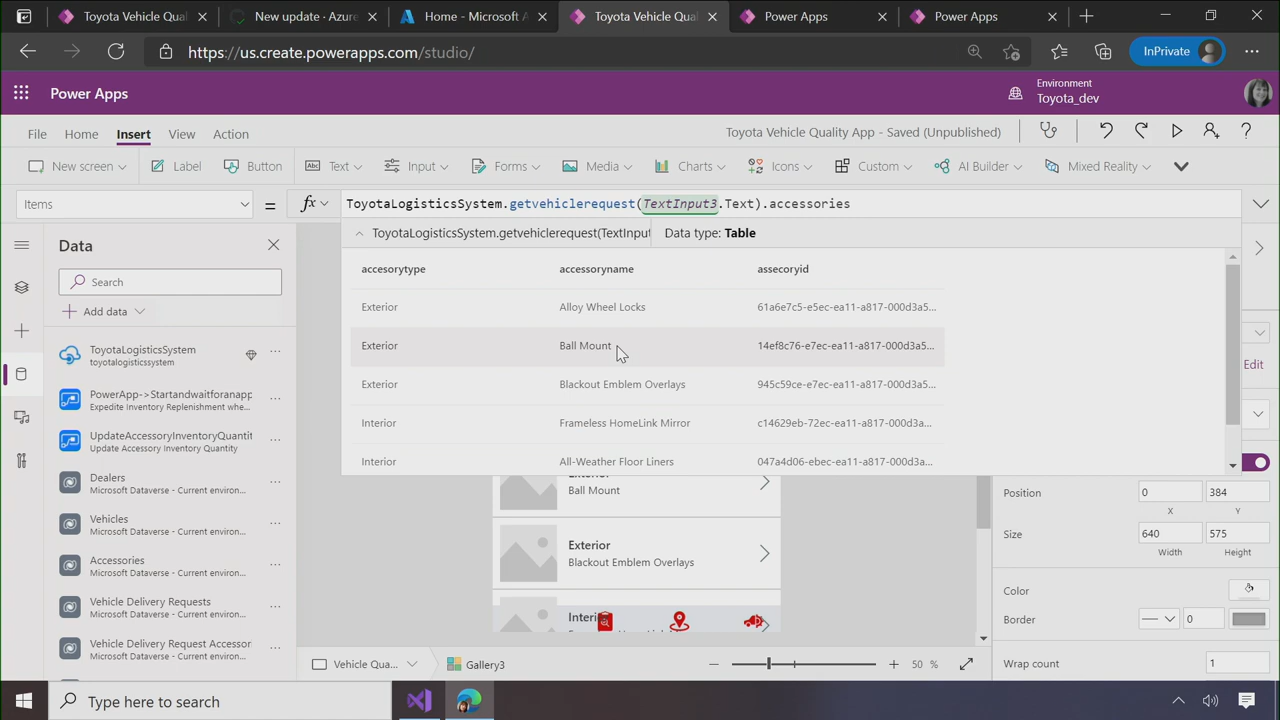 Toyota Vehicle Quali
New update - Azure
Home - Microsoft A
Toyota Vehicle Qual
Power Apps
Power Apps
https://us.create.powerapps.com/studio/
InPrivate
Power Apps
Environment
Toyota_dev
File
Home
Insert
View
Action
Toyota Vehicle Quality App - Saved (Unpublished)
New screen
Label
Button
Text
Input
Forms
Media
Charts
Icons
Custom
AI Builder
Mixed Reality
Items
=
fx
ToyotaLogisticsSystem.getvehiclerequest(TextInput3.Text).accessories
ToyotaLogisticsSystem.getvehiclerequest(TextInput
Data type: Table
accesorytype
accessoryname
assecoryid
Exterior
Alloy Wheel Locks
61a6e7c5-e5ec-ea11-a817-000d3a5...
Exterior
Ball Mount
14ef8c76-e7ec-ea11-a817-000d3a5...
Exterior
Blackout Emblem Overlays
945c59ce-e7ec-ea11-a817-000d3a5...
Interior
Frameless HomeLink Mirror
c14629eb-72ec-ea11-a817-000d3a...
Interior
All-Weather Floor Liners
047a4d06-ebec-ea11-a817-000d3a...
Data
Search
Add data
ToyotaLogisticsSystem
toyotalogisticsystem
PowerApp->Startandwaitforanapp
Expedite Inventory Replenishment whe...
UpdateAccessoryInventoryQuantit
Update Accessory Inventory Quantity
Dealers
Microsoft Dataverse - Current environ...
Vehicles
Microsoft Dataverse - Current environ...
Accessories
Microsoft Dataverse - Current environ...
Vehicle Delivery Requests
Microsoft Dataverse - Current environ...
Vehicle Delivery Request Accessor
Microsoft Dataverse - Current environ...
Exterior
Ball Mount
Exterior
Blackout Emblem Overlays
Interior
Edit
Position
0
384
X
Y
Size
640
575
Width
Height
Color
Border
0
Wrap count
1
Vehicle Qua...
Gallery3
50 %
Type here to search